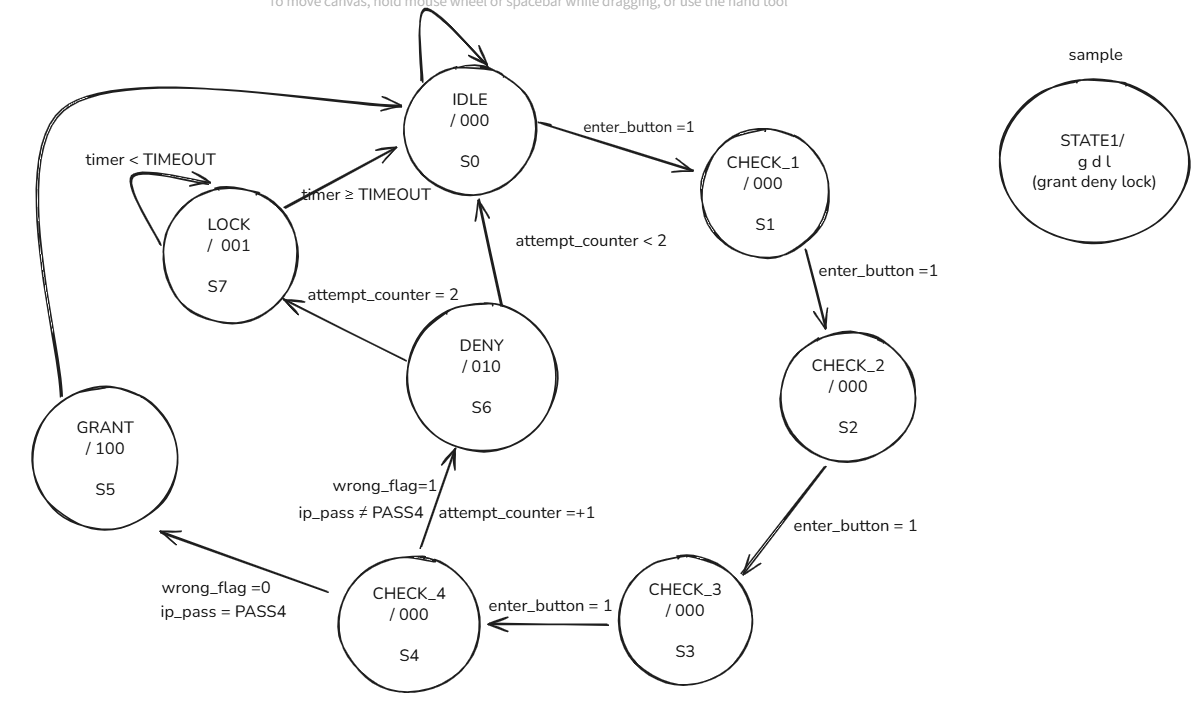 To move canvas, hold mouse wheel or spacebar while dragging, or use the hand tool
sample
STATE1/
g d l
(grant deny lock)
IDLE
/ 000
S0
enter_button =1
CHECK_1
/ 000
S1
timer < TIMEOUT
timer ≥ TIMEOUT
LOCK
/ 001
S7
attempt_counter < 2
enter_button =1
attempt_counter = 2
DENY
/ 010
S6
CHECK_2
/ 000
S2
GRANT
/ 100
S5
wrong_flag=1
ip_pass ≠ PASS4
attempt_counter =+1
enter_button = 1
wrong_flag =0
ip_pass = PASS4
CHECK_4
/ 000
S4
enter_button = 1
CHECK_3
/ 000
S3